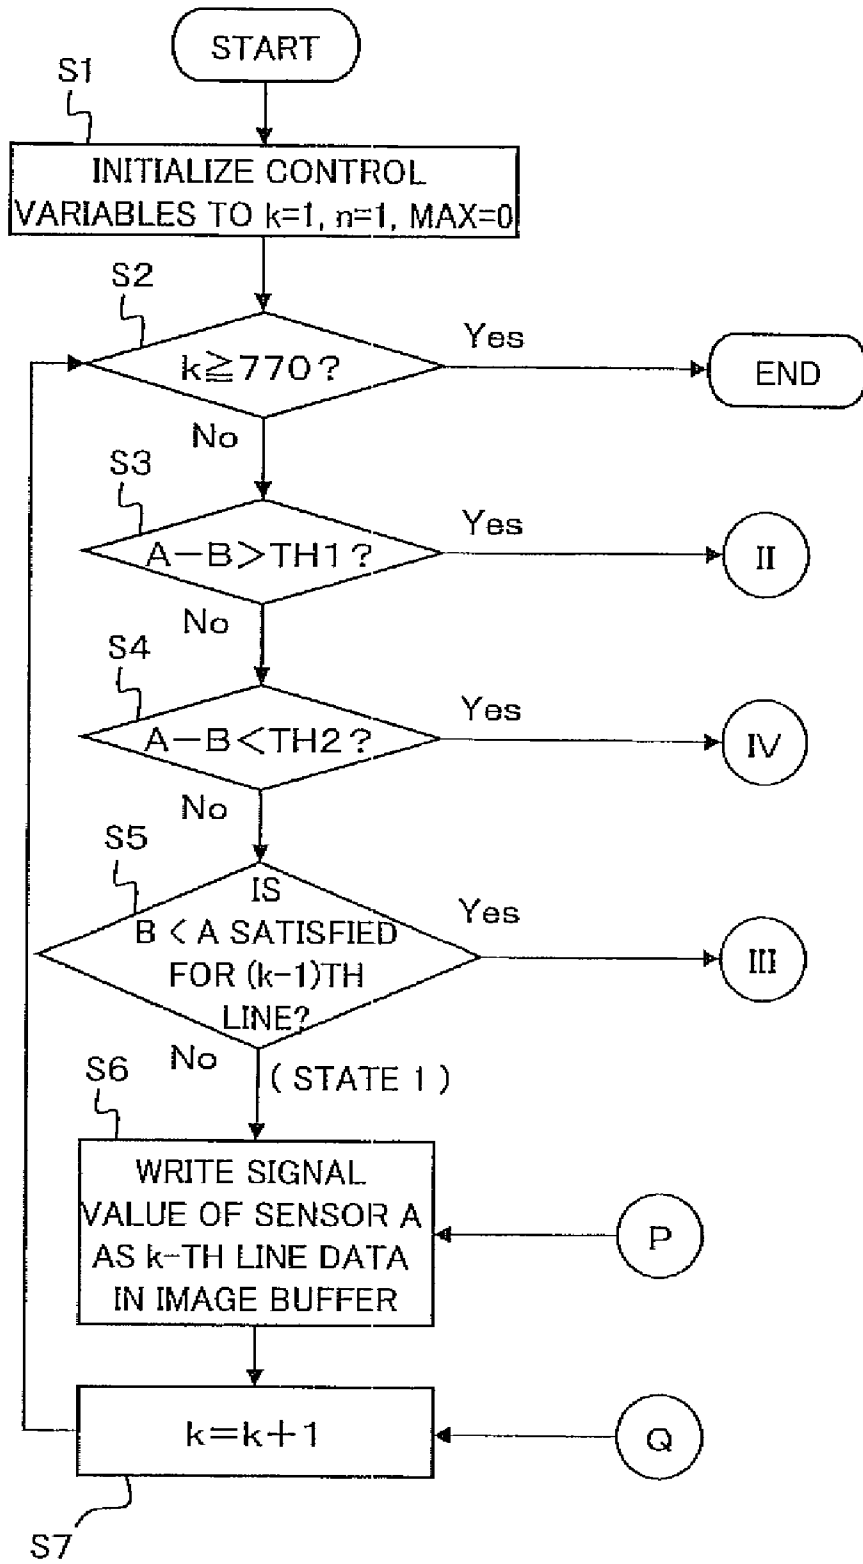 START
S1
INITIALIZE CONTROL
VARIABLES TO k=1, n=1, MAX=0
S2
k≧770?
Yes
END
No
S3
A−B>TH1?
Yes
II
No
S4
A−B<TH2?
Yes
IV
No
S5
IS
B < A SATISFIED
FOR (k-1)TH
LINE?
Yes
III
No
( STATE 1 )
S6
WRITE SIGNAL
VALUE OF SENSOR A
AS k-TH LINE DATA
IN IMAGE BUFFER
P
k=k+1
Q
S7